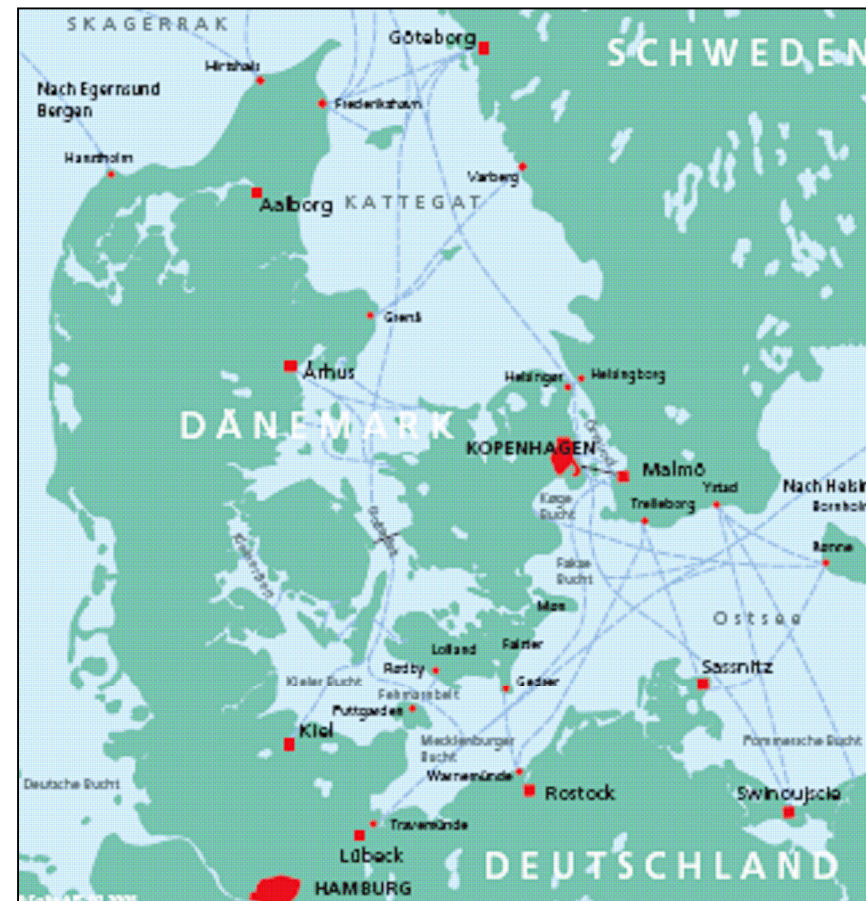 SKAGERRAK
Göteborg
SCHWEDEN
Hirtshals
Nach Egernsund
Bergen
Frederikshavn
Hanstholm
Varberg
Aalborg
KATTEGAT
Grenå
Århus
Helsingør
Helsingborg
DÄNEMARK
KOPENHAGEN
Öresund
Malmö
Køge
Bucht
Trelleborg
Ystad
Nach Helsin
Bornholm
Rønne
Fakse
Bucht
Møn
Ostsee
Lolland
Falster
Rødby
Gedser
Sassnitz
Kieler Bucht
Fehmarnbelt
Puttgarden
Kiel
Mecklenburger
Bucht
Pommersche Bucht
Deutsche Bucht
Warnemünde
Rostock
Swinoujscie
Travemünde
Lübeck
DEUTSCHLAND
HAMBURG